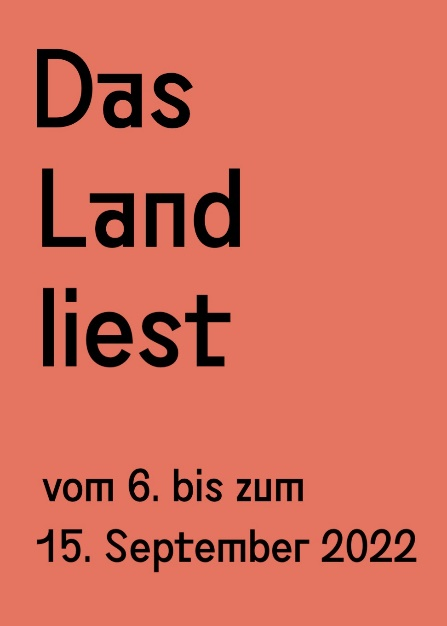 Das
Land
liest
vom 6. bis zum
15. September 2022